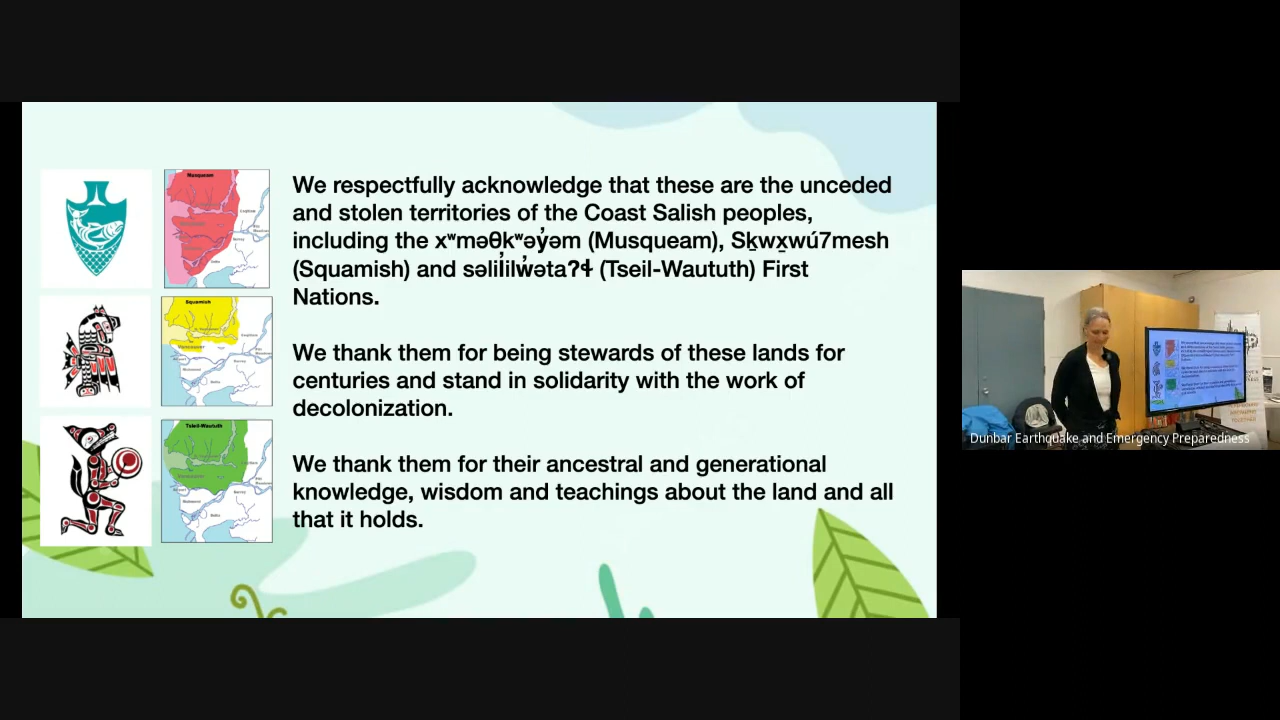 We respectfully acknowledge that these are the unceded
and stolen territories of the Coast Salish peoples,
including the xʷməθkʷəy̓əm (Musqueam), Sḵwx̱wú7mesh
(Squamish) and səlil̓ilw̓ətaʔɬ (Tseil-Waututh) First
Nations.
We thank them for being stewards of these lands for
centuries and stand in solidarity with the work of
decolonization.
We thank them for their ancestral and generational
knowledge, wisdom and teachings about the land and all
that it holds.
Musqueam
Squamish
Vancouver
Tsleil-Waututh
Dunbar Earthquake and Emergency Preparedness